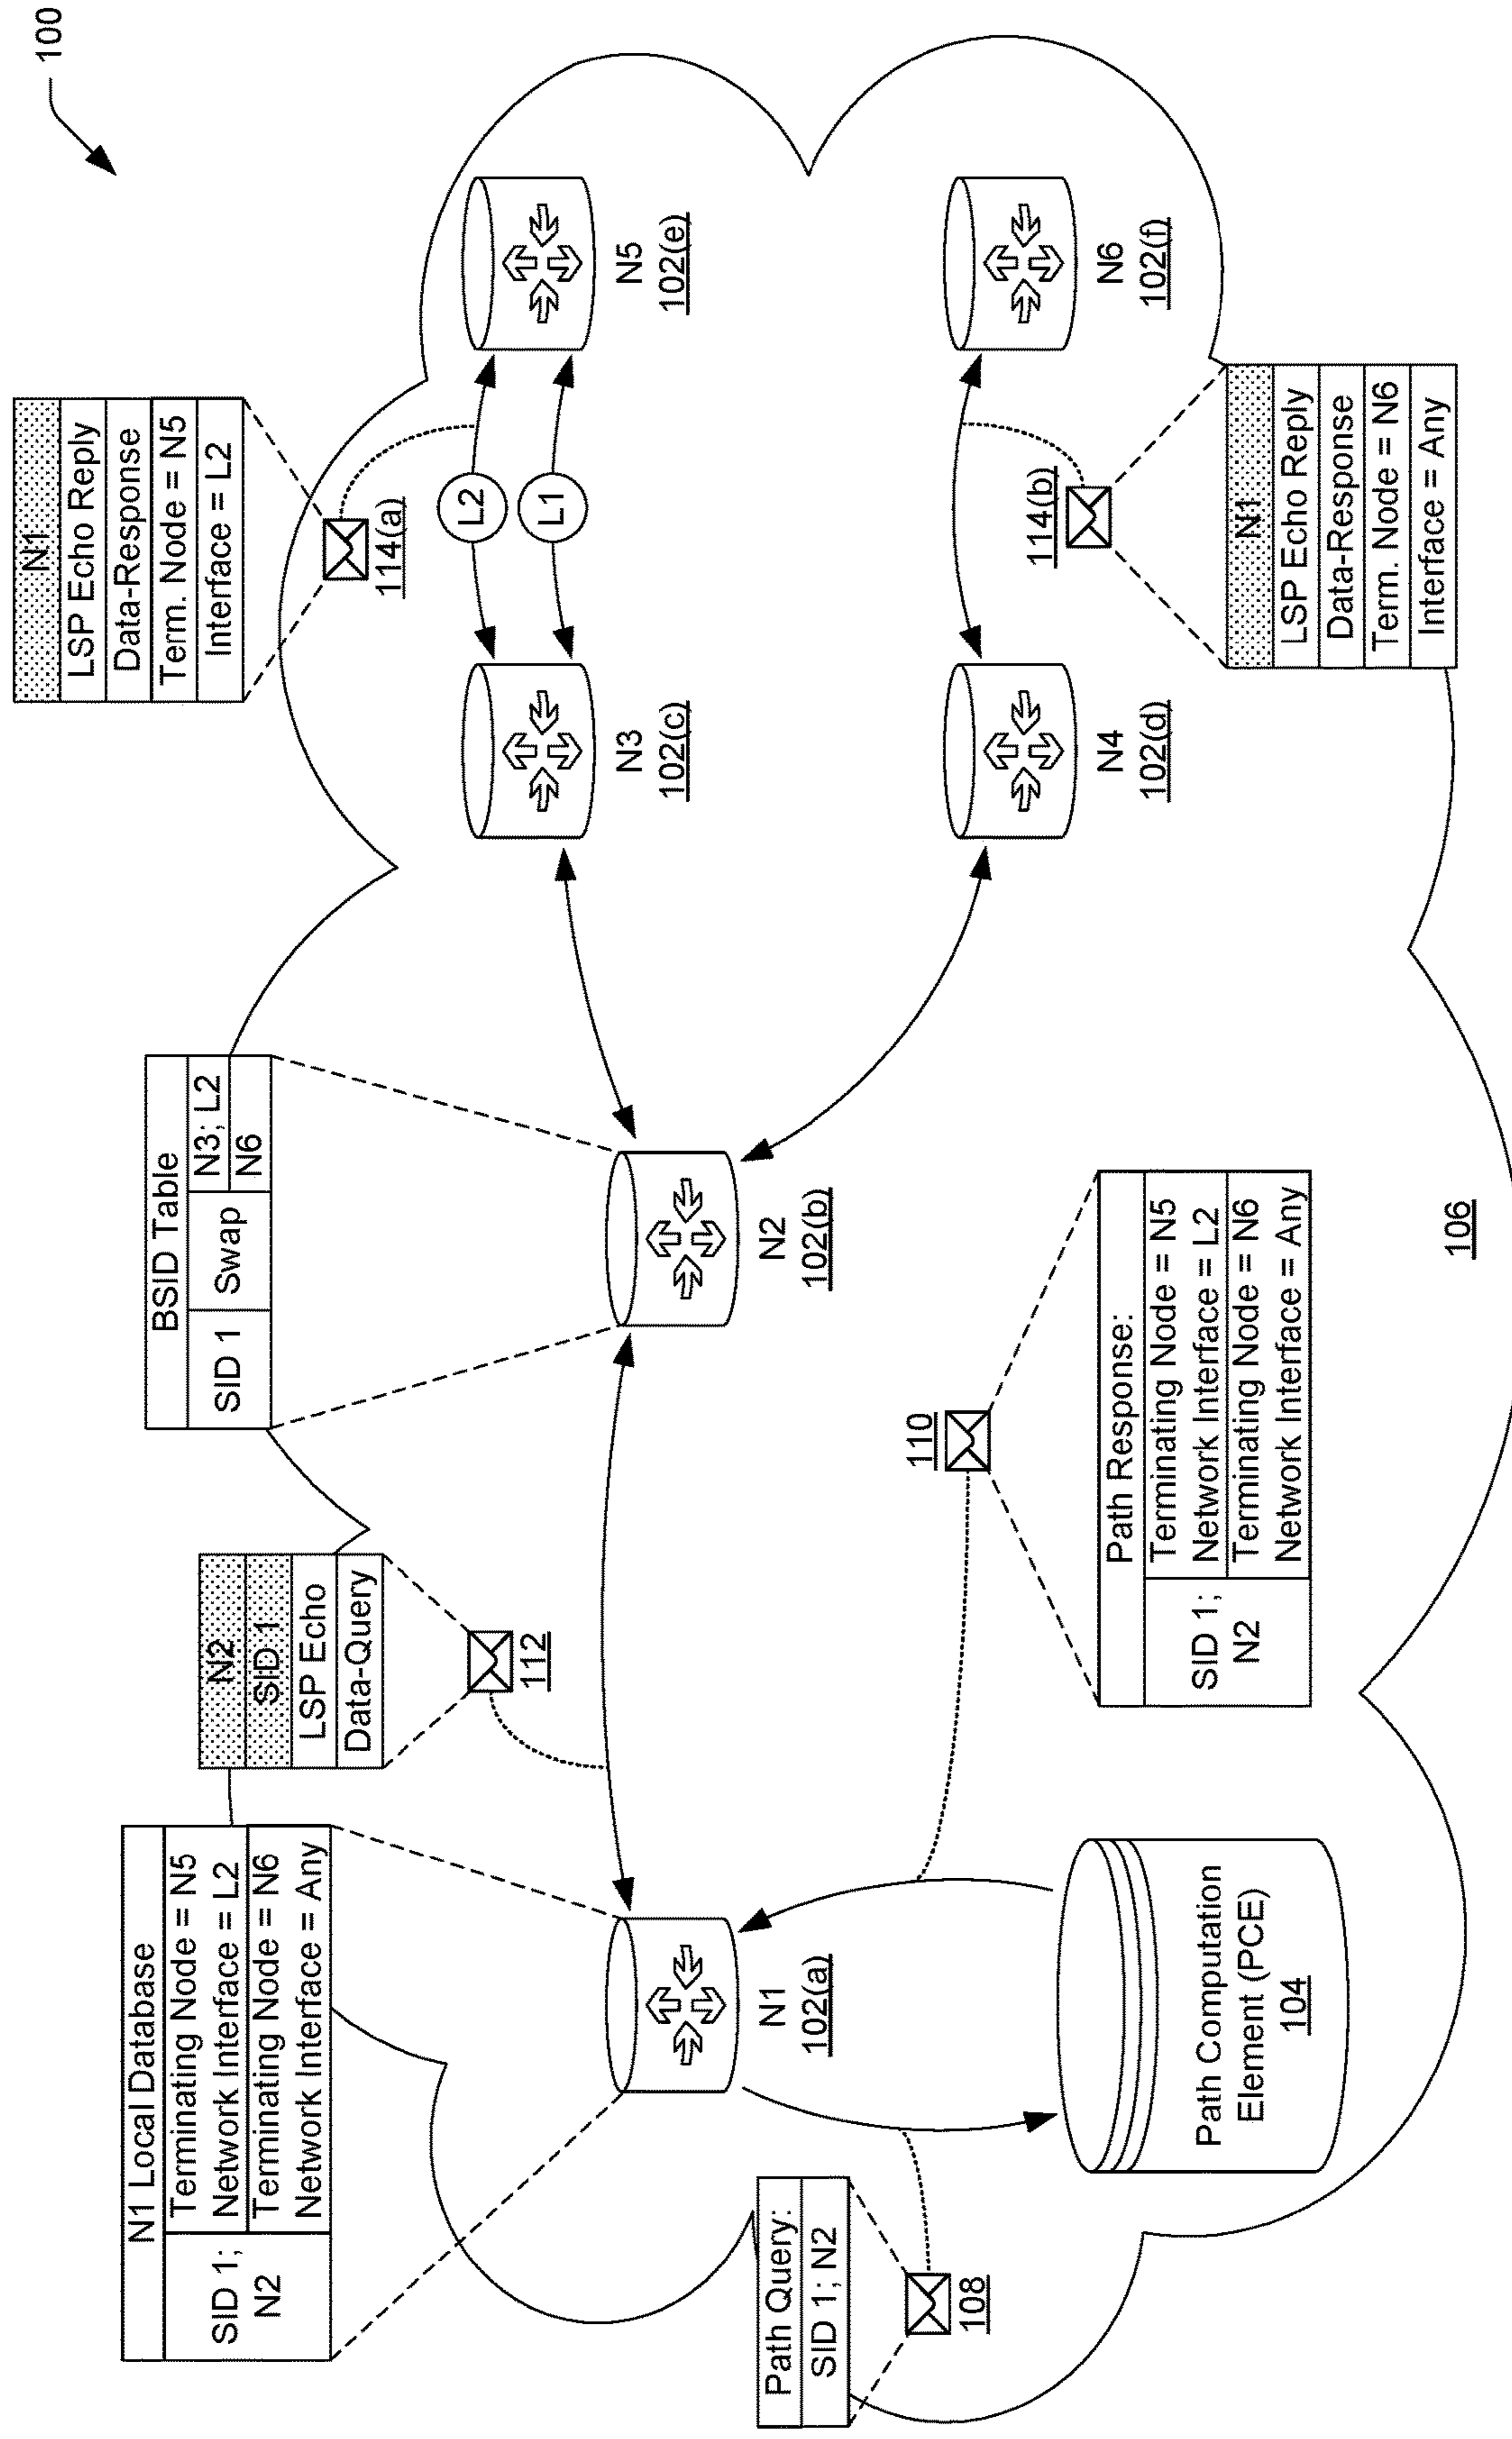 100
N1 Local Database
SID 1;
N2
Terminating Node = N5
Network Interface = L2
Terminating Node = N6
Network Interface = Any
N2
SID 1
LSP Echo
Data-Query
112
BSID Table
SID 1
Swap
N3; L2
N6
N1
LSP Echo Reply
Data-Response
Term. Node = N5
Interface = L2
114(a)
L2
L1
N1
102(a)
N2
102(b)
N3
102(c)
N5
102(e)
N4
102(d)
N6
102(f)
114(b)
N1
LSP Echo Reply
Data-Response
Term. Node = N6
Interface = Any
Path Query:
SID 1; N2
108
Path Computation
Element (PCE)
104
110
Path Response:
SID 1;
N2
Terminating Node = N5
Network Interface = L2
Terminating Node = N6
Network Interface = Any
106